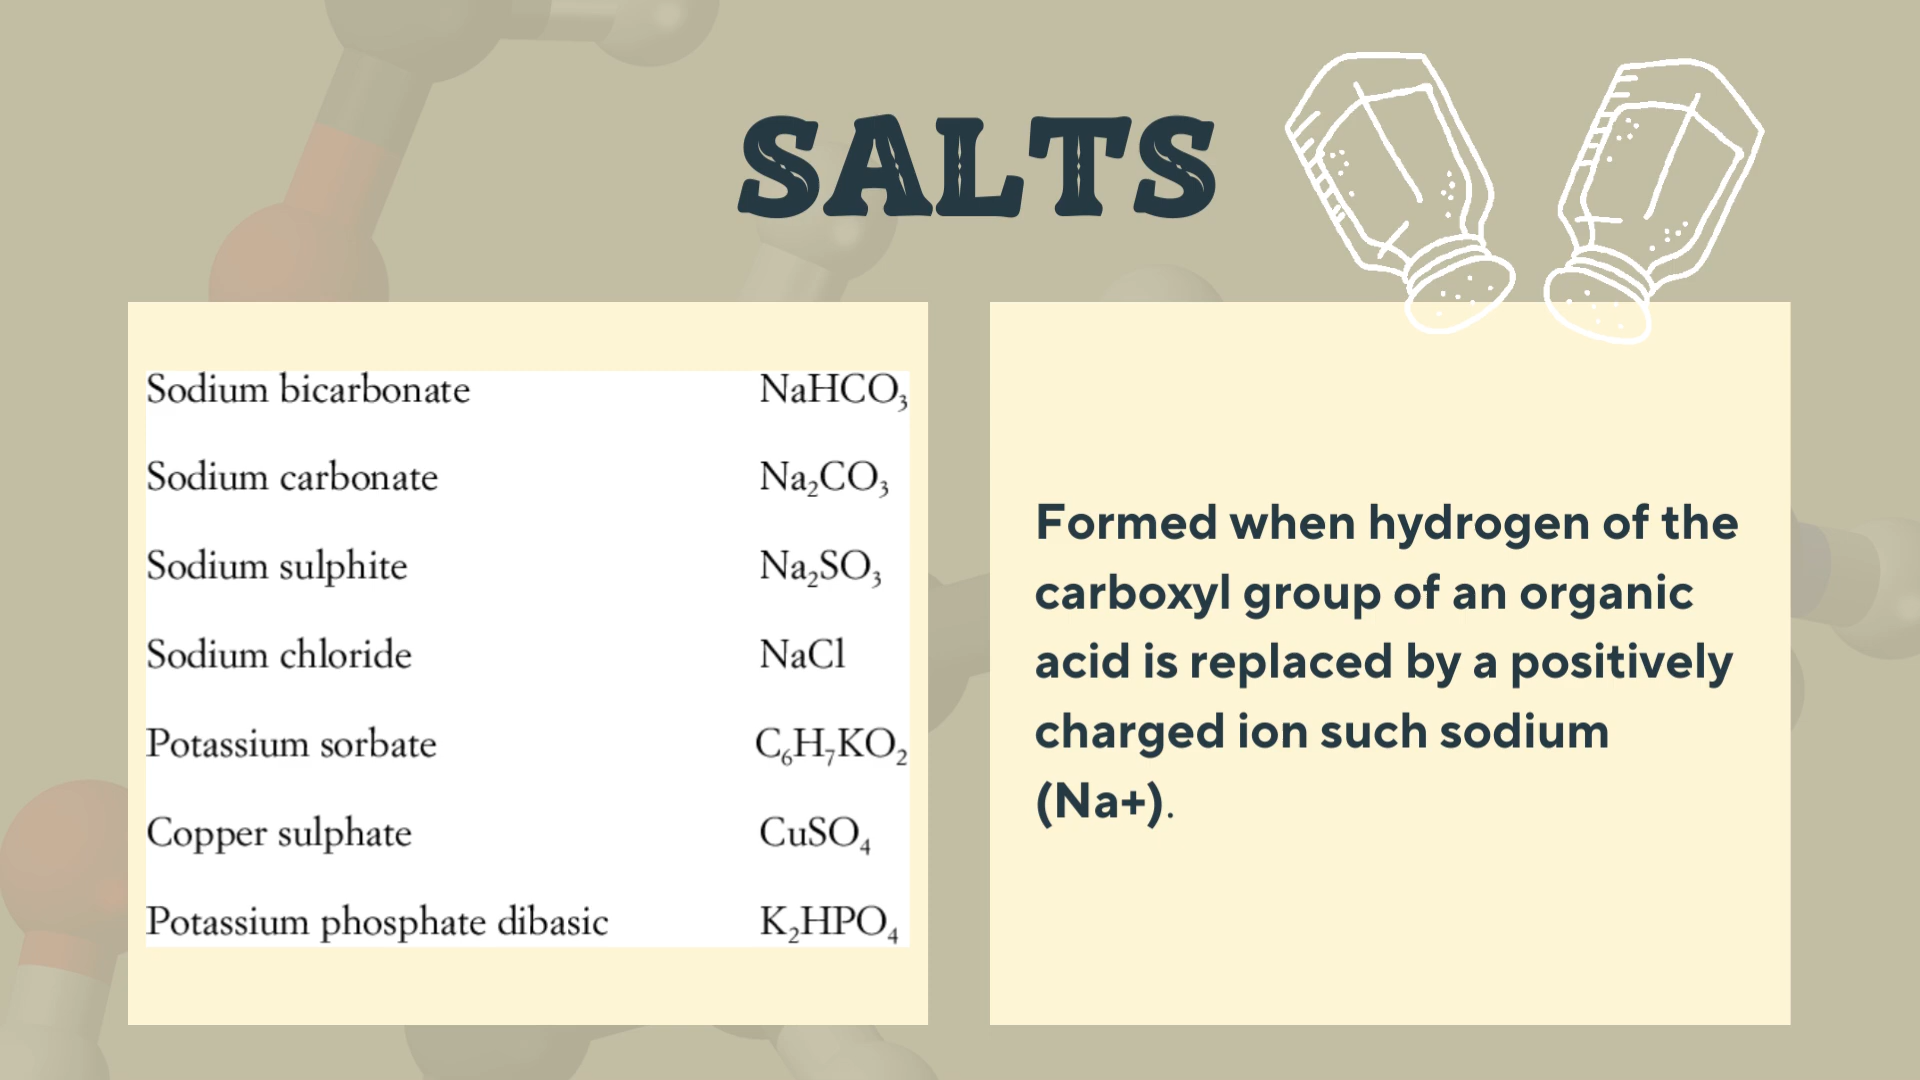 SALTS
Sodium bicarbonate NaHCO₃
Sodium carbonate Na₂CO₃
Sodium sulphite Na₂SO₃
Sodium chloride NaCl
Potassium sorbate C₆H₇KO₂
Copper sulphate CuSO₄
Potassium phosphate dibasic K₂HPO₄
Formed when hydrogen of the
carboxyl group of an organic
acid is replaced by a positively
charged ion such sodium
(Na+).